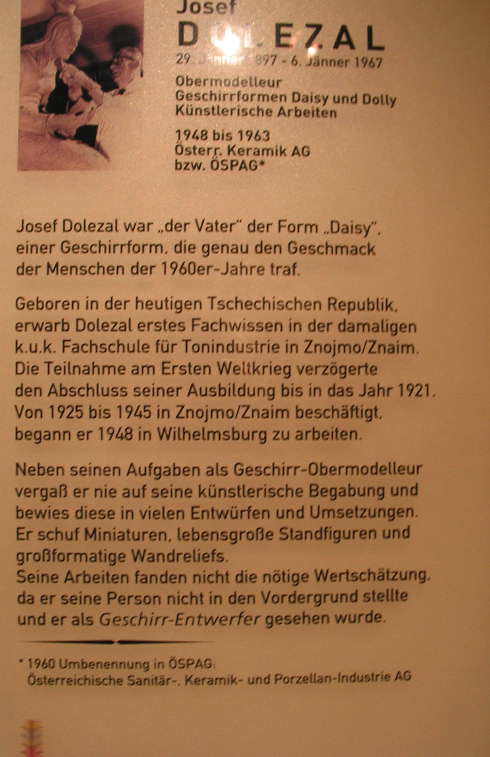 Josef
DOLEZAL
29. Jänner 1897 - 6. Jänner 1967
Obermodelleur
Geschirrformen Daisy und Dolly
Künstlerische Arbeiten
1948 bis 1963
Österr. Keramik AG
bzw. ÖSPAG*
Josef Dolezal war „der Vater“ der Form „Daisy“,
einer Geschirrform, die genau den Geschmack
der Menschen der 1960er-Jahre traf.
Geboren in der heutigen Tschechischen Republik,
erwarb Dolezal erstes Fachwissen in der damaligen
k.u.k. Fachschule für Tonindustrie in Znojmo/Znaim.
Die Teilnahme am Ersten Weltkrieg verzögerte
den Abschluss seiner Ausbildung bis in das Jahr 1921.
Von 1925 bis 1945 in Znojmo/Znaim beschäftigt,
begann er 1948 in Wilhelmsburg zu arbeiten.
Neben seinen Aufgaben als Geschirr-Obermodelleur
vergaß er nie auf seine künstlerische Begabung und
bewies diese in vielen Entwürfen und Umsetzungen.
Er schuf Miniaturen, lebensgroße Standfiguren und
großformatige Wandreliefs.
Seine Arbeiten fanden nicht die nötige Wertschätzung,
da er seine Person nicht in den Vordergrund stellte
und er als Geschirr-Entwerfer gesehen wurde.
* 1960 Umbenennung in ÖSPAG:
Österreichische Sanitär-, Keramik- und Porzellan-Industrie AG